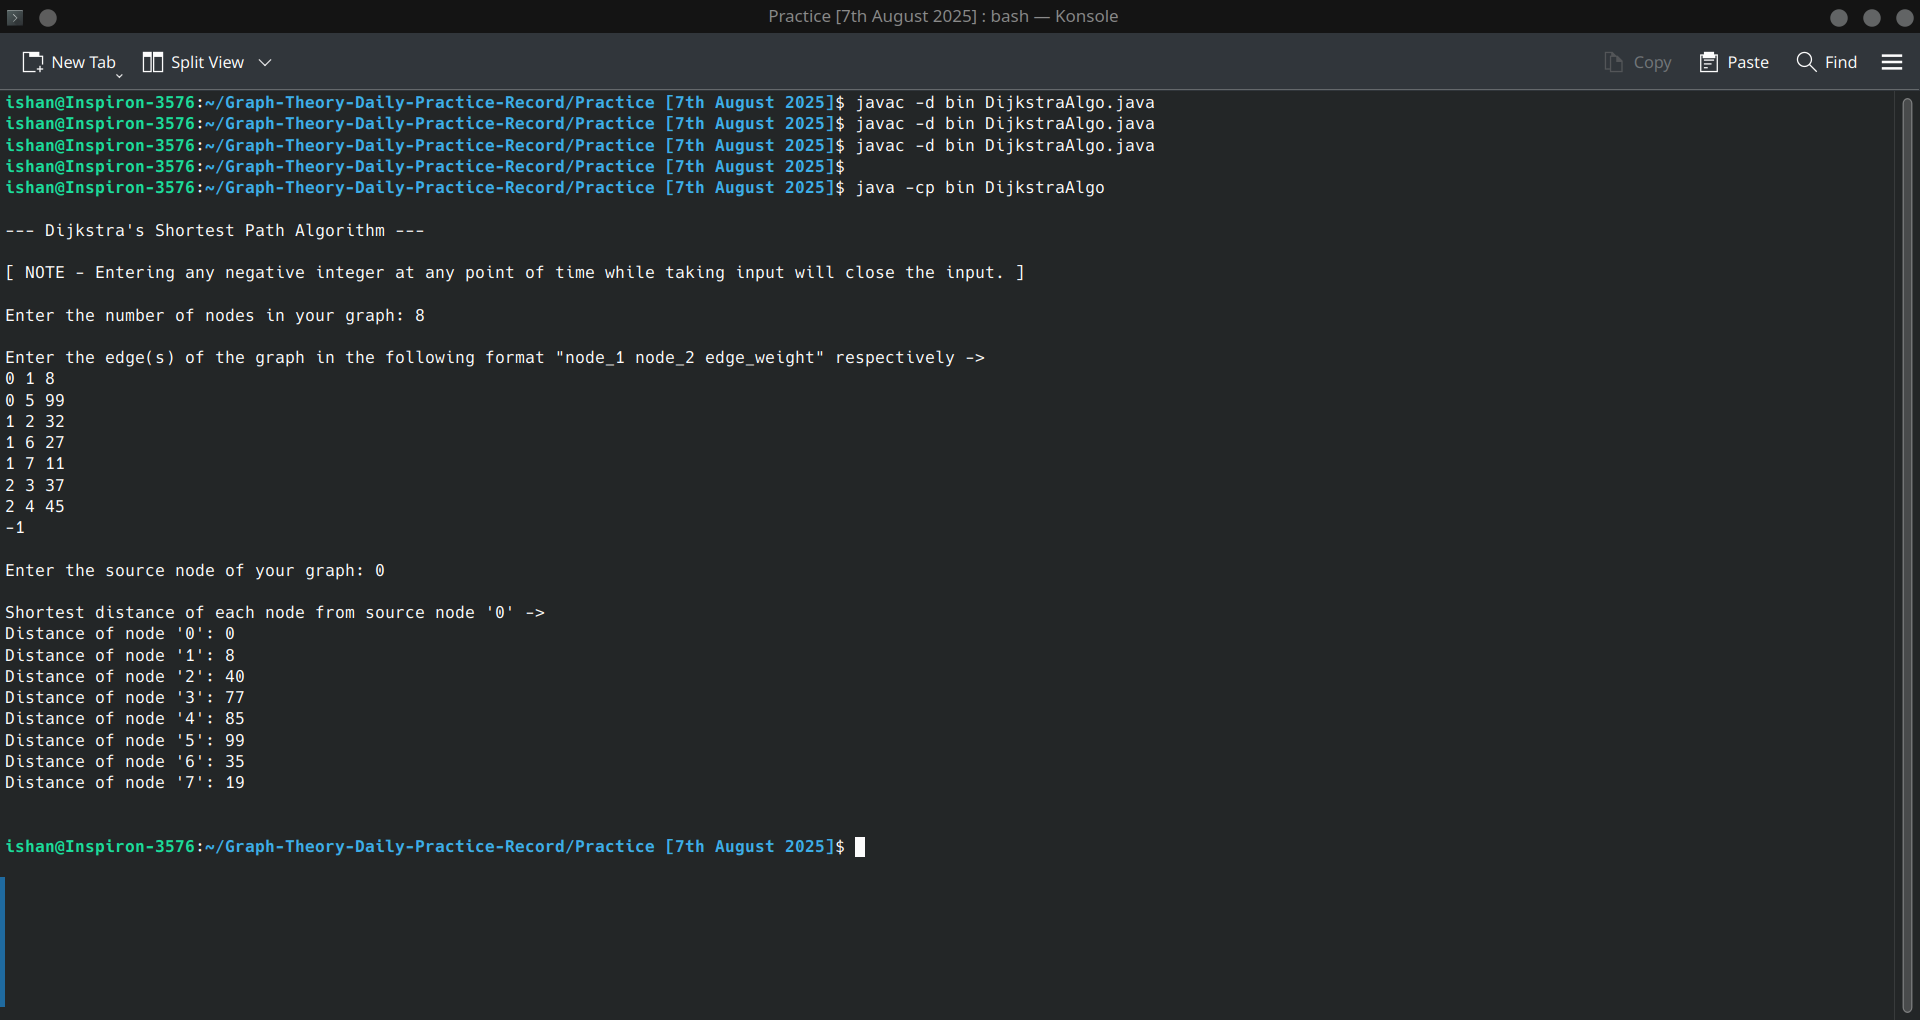 Practice [7th August 2025] : bash — Konsole
New Tab Split View Copy Paste Find
ishan@Inspiron-3576:~/Graph-Theory-Daily-Practice-Record/Practice [7th August 2025]$ javac -d bin DijkstraAlgo.java
ishan@Inspiron-3576:~/Graph-Theory-Daily-Practice-Record/Practice [7th August 2025]$ javac -d bin DijkstraAlgo.java
ishan@Inspiron-3576:~/Graph-Theory-Daily-Practice-Record/Practice [7th August 2025]$ javac -d bin DijkstraAlgo.java
ishan@Inspiron-3576:~/Graph-Theory-Daily-Practice-Record/Practice [7th August 2025]$
ishan@Inspiron-3576:~/Graph-Theory-Daily-Practice-Record/Practice [7th August 2025]$ java -cp bin DijkstraAlgo
--- Dijkstra's Shortest Path Algorithm ---
[ NOTE - Entering any negative integer at any point of time while taking input will close the input. ]
Enter the number of nodes in your graph: 8
Enter the edge(s) of the graph in the following format "node_1 node_2 edge_weight" respectively ->
0 1 8
0 5 99
1 2 32
1 6 27
1 7 11
2 3 37
2 4 45
-1
Enter the source node of your graph: 0
Shortest distance of each node from source node '0' ->
Distance of node '0': 0
Distance of node '1': 8
Distance of node '2': 40
Distance of node '3': 77
Distance of node '4': 85
Distance of node '5': 99
Distance of node '6': 35
Distance of node '7': 19
ishan@Inspiron-3576:~/Graph-Theory-Daily-Practice-Record/Practice [7th August 2025]$